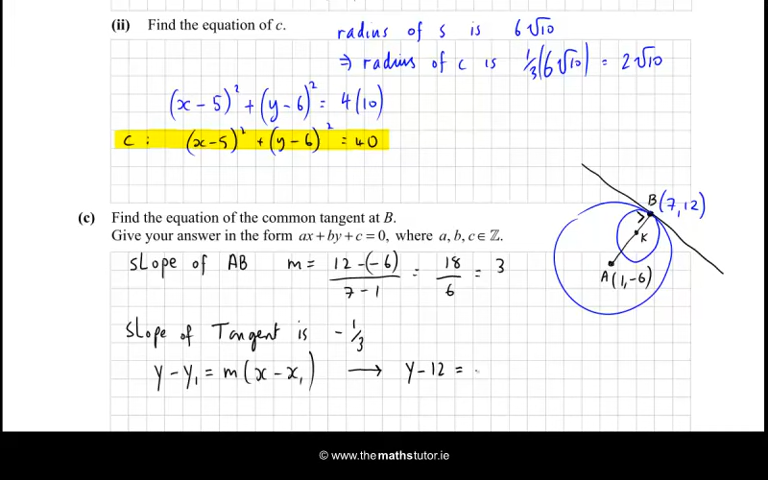 (ii) Find the equation of c.
radius of s is 6√10
⇒ radius of c is 1/3(6√10) = 2√10
(x-5)² + (y-6)² = 4(10)
c : (x-5)² + (y-6)² = 40
(c) Find the equation of the common tangent at B.
Give your answer in the form ax+by+c=0, where a, b, c ∈ ℤ.
B(7,12)
K
A(1,-6)
Slope of AB m = 12-(-6)/7-1 = 18/6 = 3
Slope of Tangent is -1/3
y-y₁ = m(x-x₁) → y-12 =
© www.themathstutor.ie